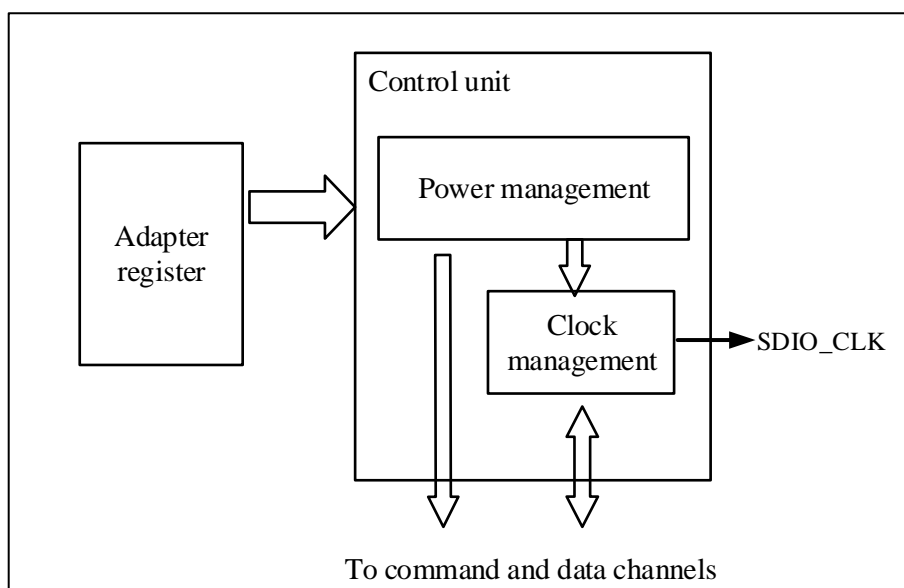 Control unit
Power management
Adapter
register
Clock
management
SDIO_CLK
To command and data channels